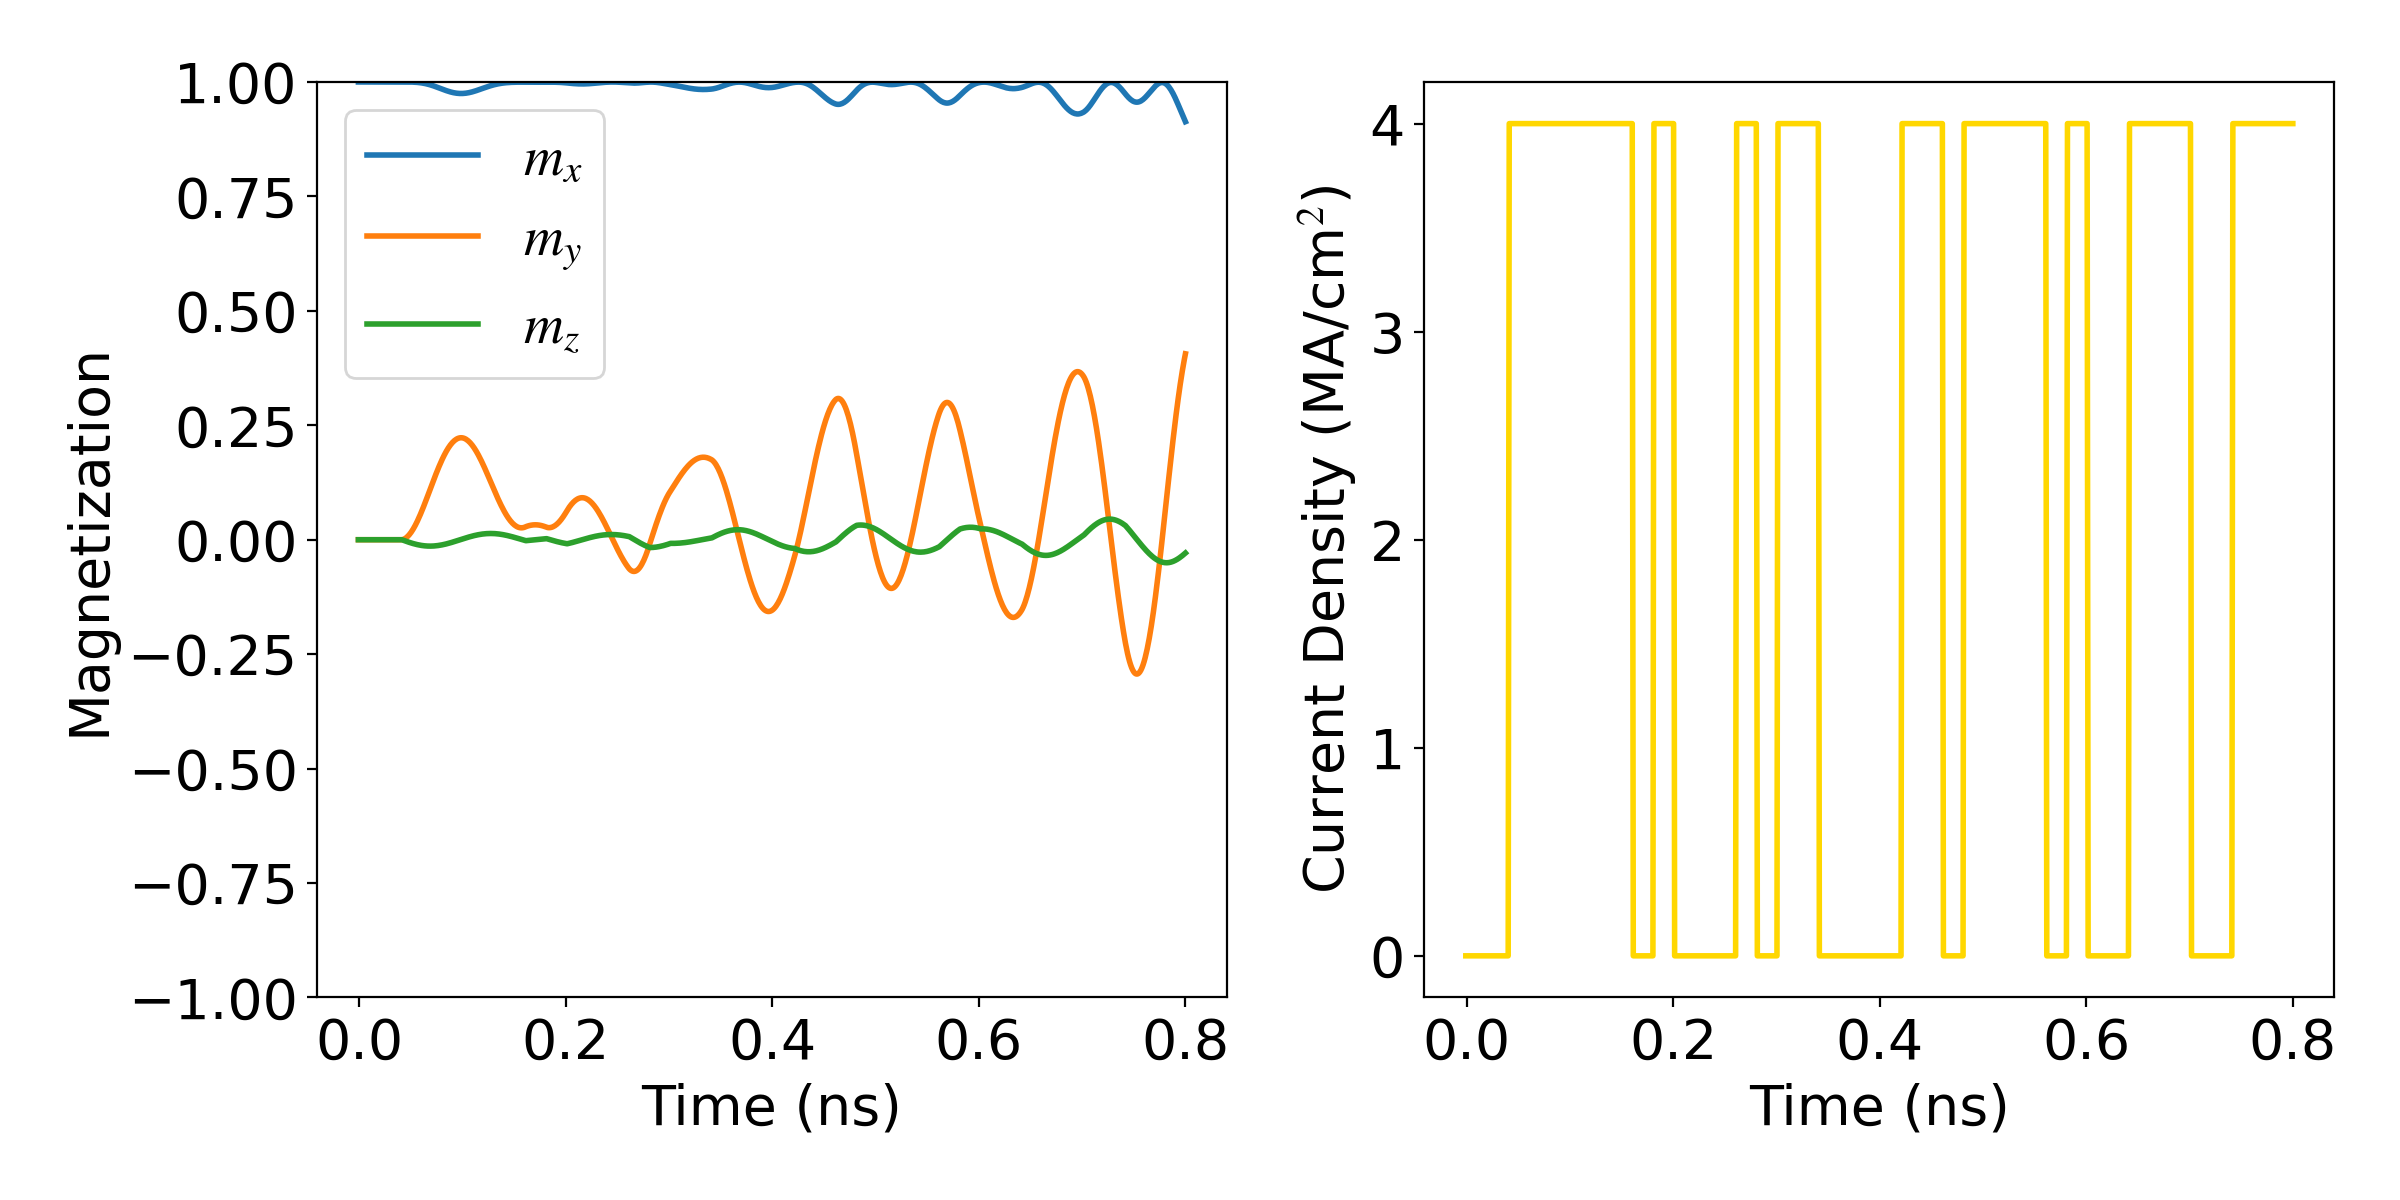 Magnetization
1.00
0.75
0.50
0.25
0.00
−0.25
−0.50
−0.75
−1.00
m_x
m_y
m_z
0.0 0.2 0.4 0.6 0.8
Time (ns)
Current Density (MA/cm²)
4
3
2
1
0
0.0 0.2 0.4 0.6 0.8
Time (ns)